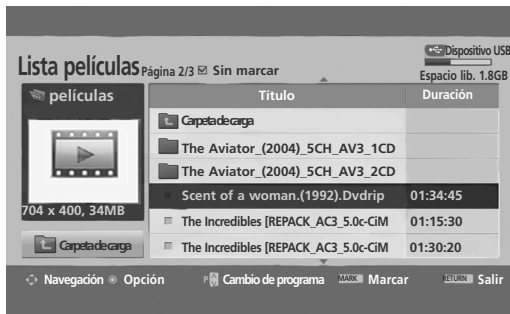 Dispositivo USB
Lista películas Página 2/3 ☑ Sin marcar
Espacio lib. 1.8GB
películas
Título Duración
Carpeta de carga
The Aviator_(2004)_5CH_AV3_1CD
The Aviator_(2004)_5CH_AV3_2CD
Scent of a woman.(1992).Dvdrip 01:34:45
704 x 400, 34MB
The Incredibles [REPACK_AC3_5.0c-CiM 01:15:30
Carpeta de carga
The Incredibles [REPACK_AC3_5.0c-CiM 01:30:20
Navegación Opción P Cambio de programa MARK Marcar RETURN Salir